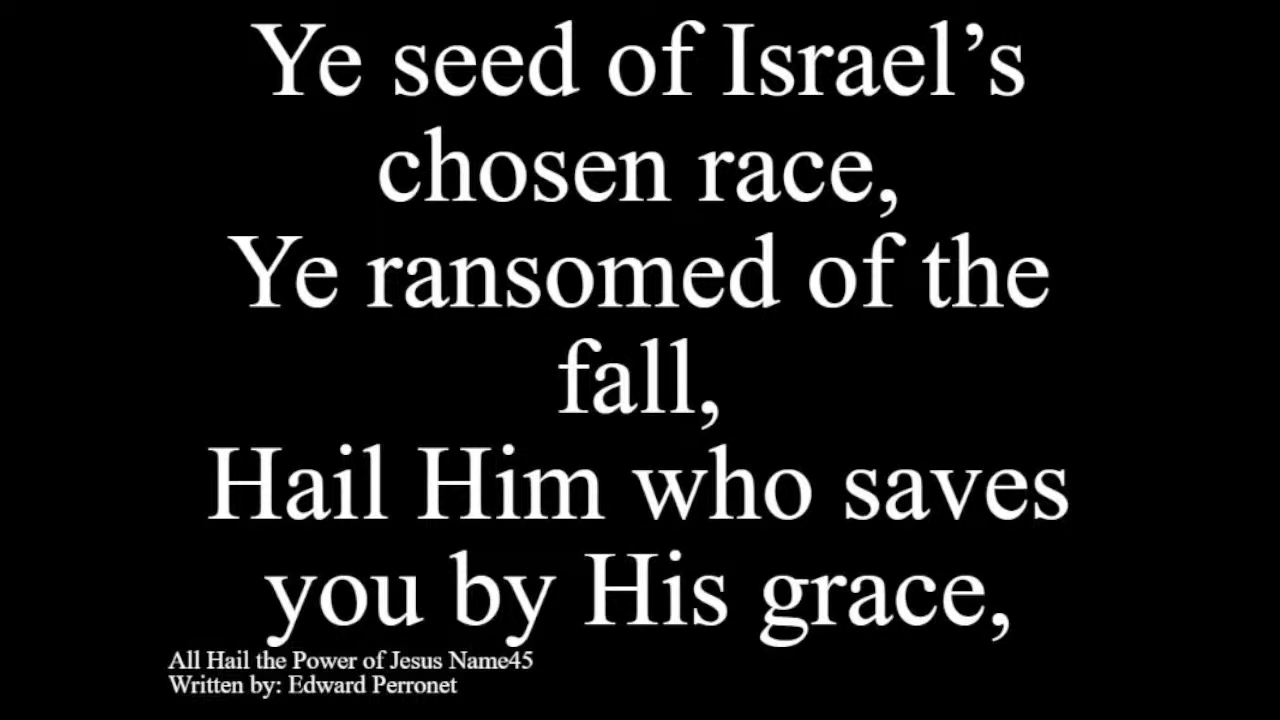 Ye seed of Israel’s
chosen race,
Ye ransomed of the
fall,
Hail Him who saves
you by His grace,
All Hail the Power of Jesus Name45
Written by: Edward Perronet